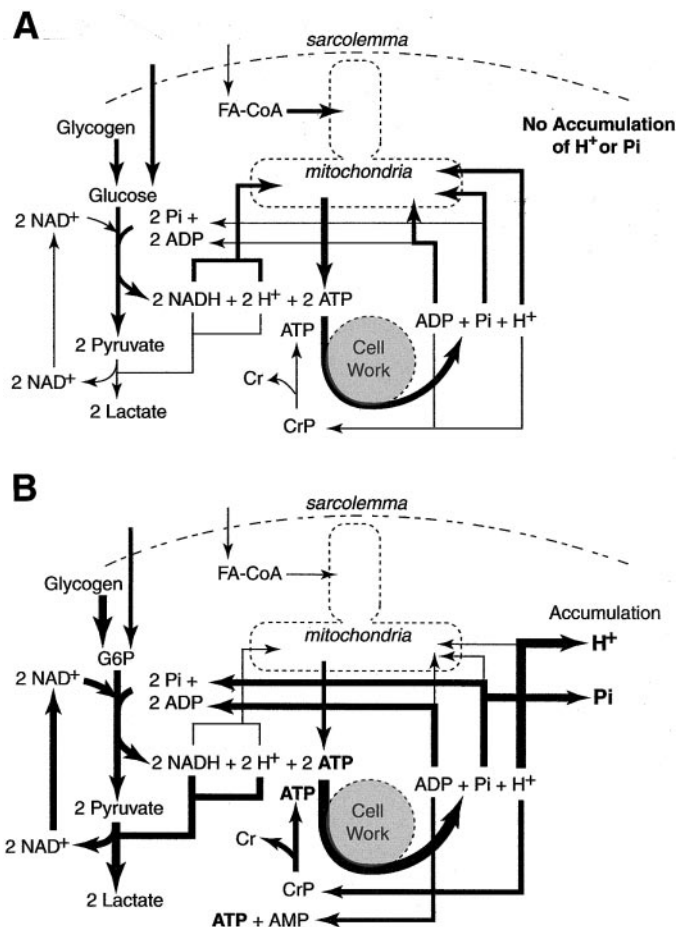 A
sarcolemma
FA-CoA
Glycogen
No Accumulation
of H+ or Pi
mitochondria
Glucose
2 NAD+
2 Pi +
2 ADP
2 NADH + 2 H+ + 2 ATP
ADP + Pi + H+
ATP
2 Pyruvate
Cell
Work
Cr
2 NAD+
2 Lactate
CrP
B
sarcolemma
FA-CoA
Glycogen
Accumulation
mitochondria
H+
G6P
2 NAD+
2 Pi +
Pi
2 ADP
2 NADH + 2 H+ + 2 ATP
ADP + Pi + H+
ATP
2 Pyruvate
Cell
Work
Cr
2 NAD+
CrP
2 Lactate
ATP + AMP